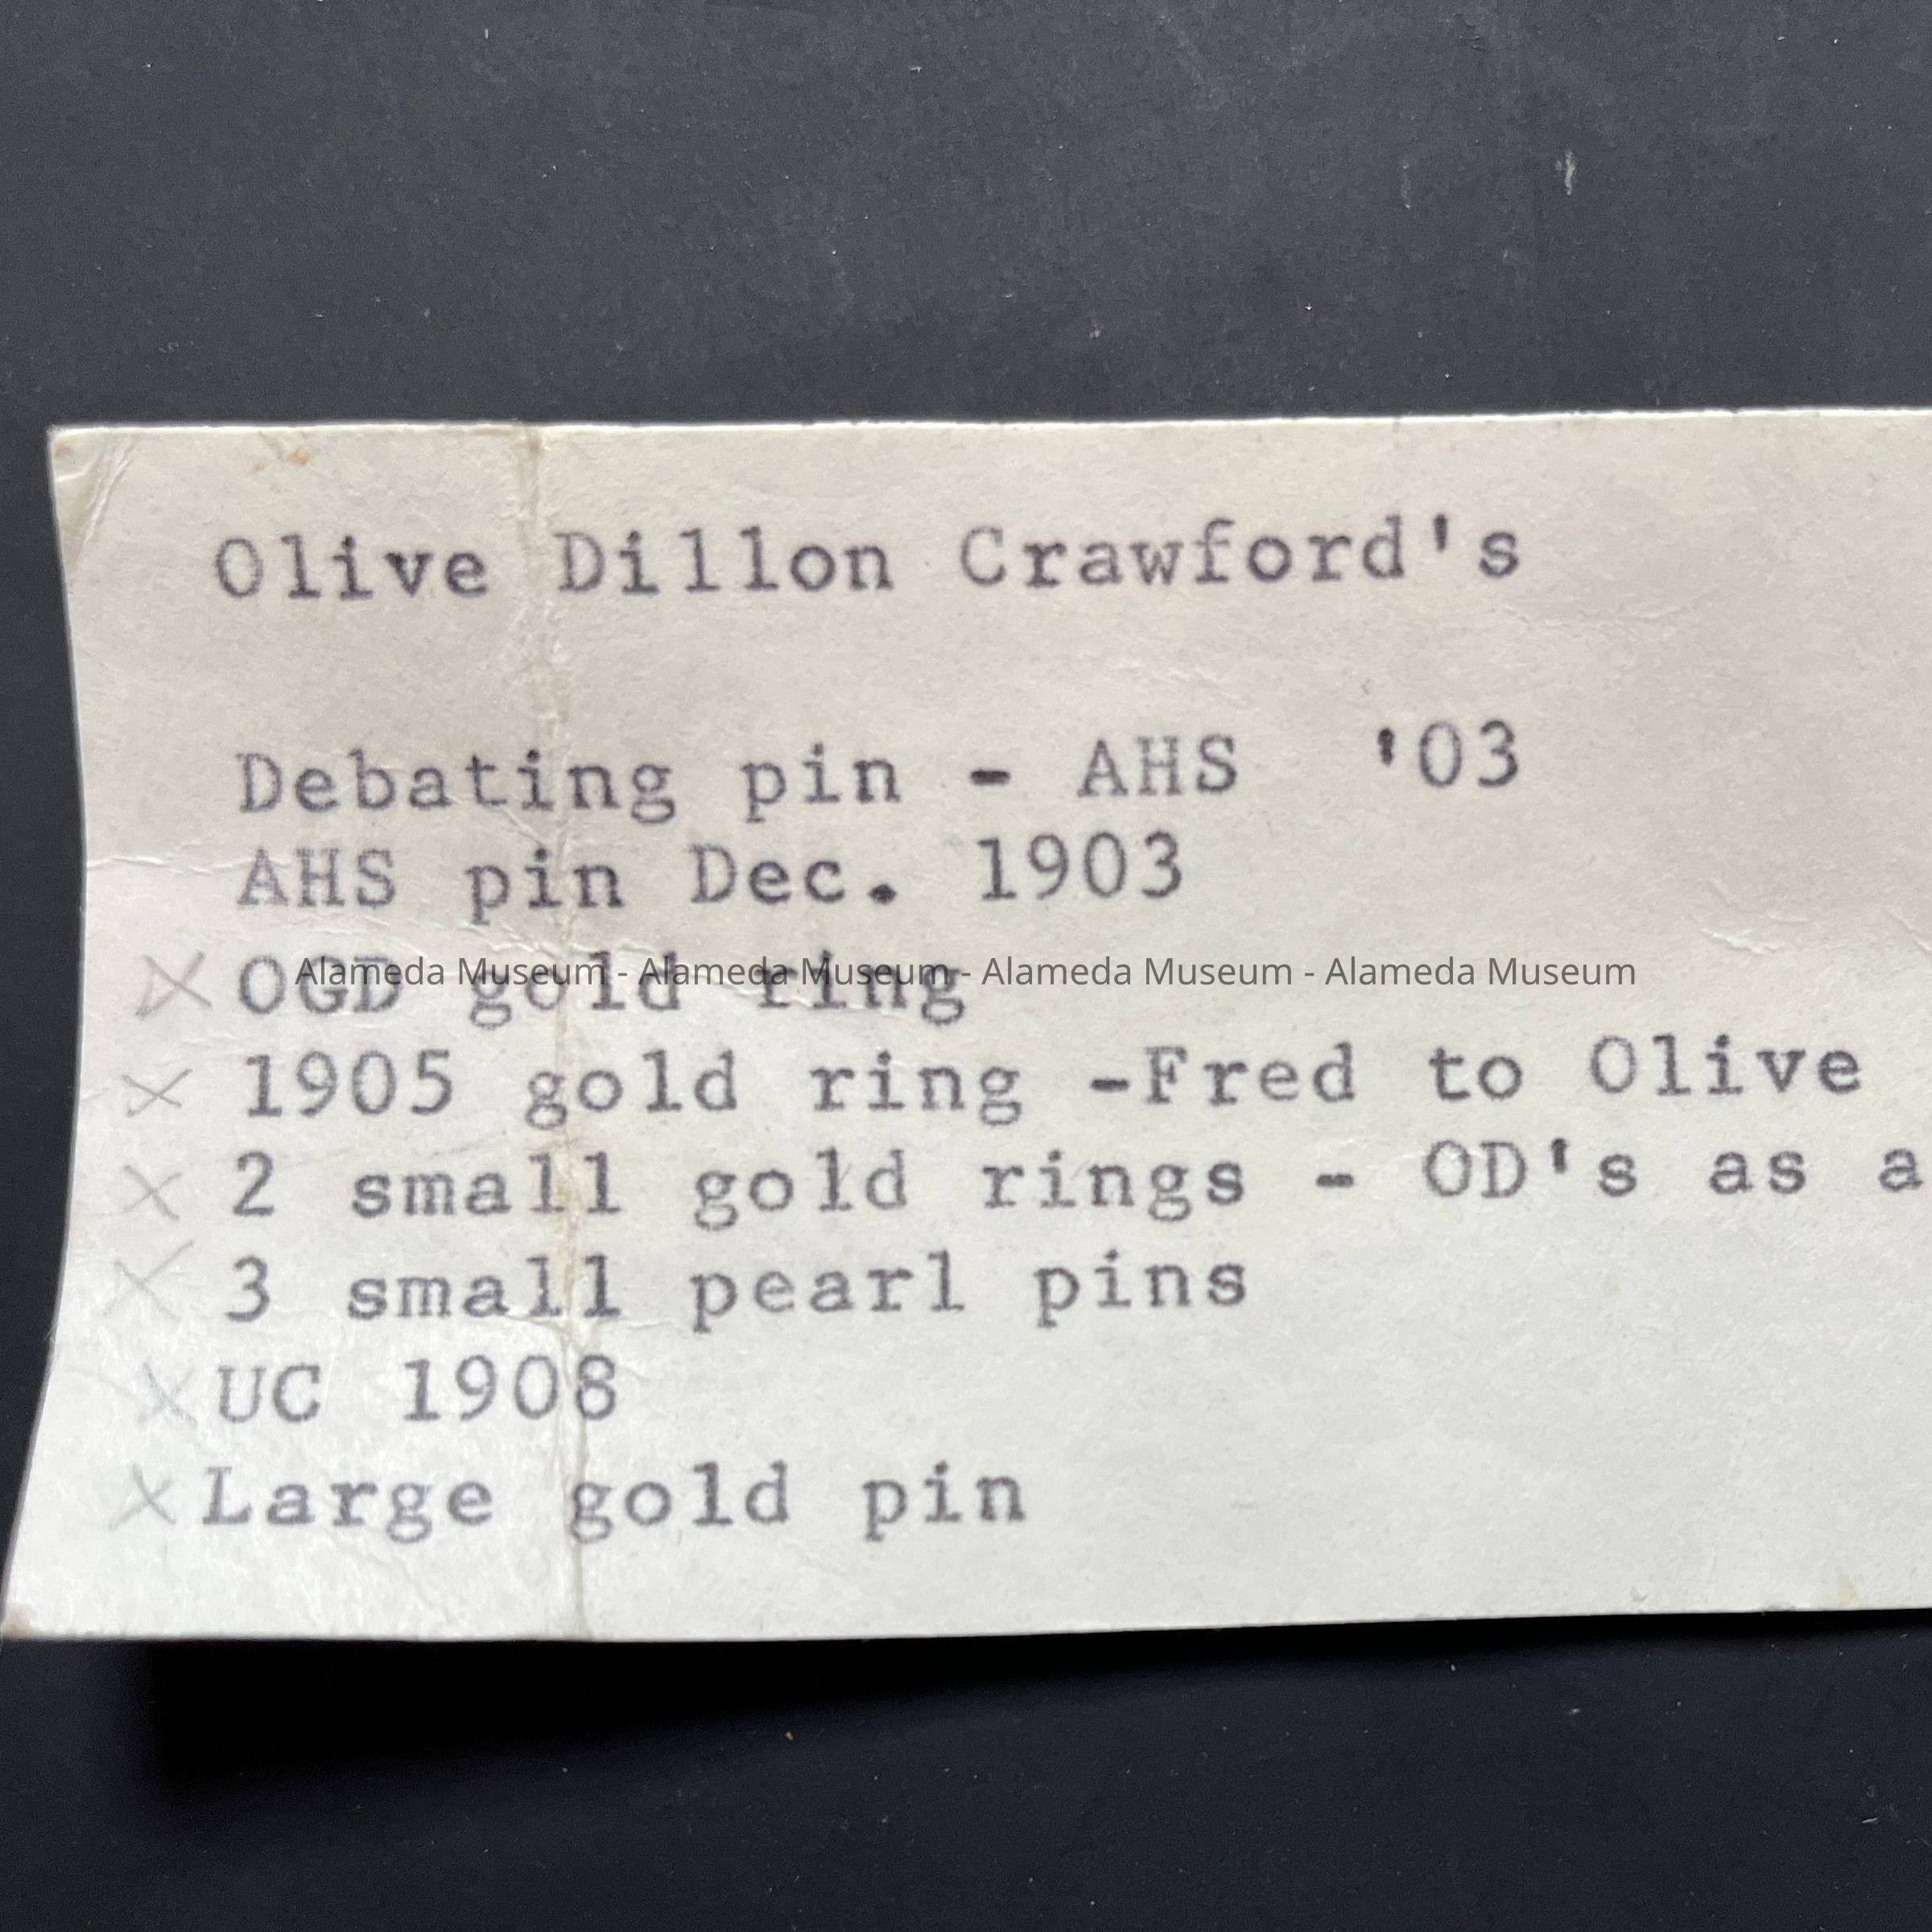 Olive Dillon Crawford's
Debating pin - AHS '03
AHS pin Dec. 1903
Alameda Museum - Alameda Museum - Alameda Museum - Alameda Museum
X OGD gold ring
X 1905 gold ring -Fred to Olive
X 2 small gold rings - OD's as a
X 3 small pearl pins
X UC 1908
X Large gold pin